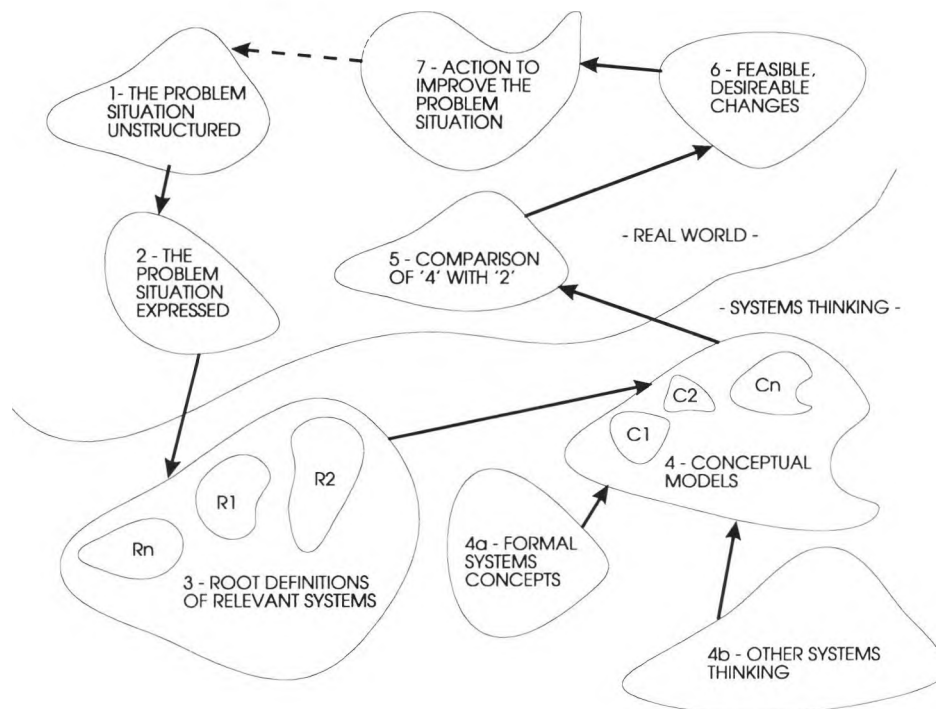 1- THE PROBLEM
SITUATION
UNSTRUCTURED
7 - ACTION TO
IMPROVE THE
PROBLEM
SITUATION
6 - FEASIBLE,
DESIREABLE
CHANGES
2 - THE
PROBLEM
SITUATION
EXPRESSED
5 - COMPARISON
OF '4' WITH '2'
- REAL WORLD -
- SYSTEMS THINKING -
Rn
R1
R2
3 - ROOT DEFINITIONS
OF RELEVANT SYSTEMS
C1
C2
Cn
4 - CONCEPTUAL
MODELS
4a - FORMAL
SYSTEMS
CONCEPTS
4b - OTHER SYSTEMS
THINKING